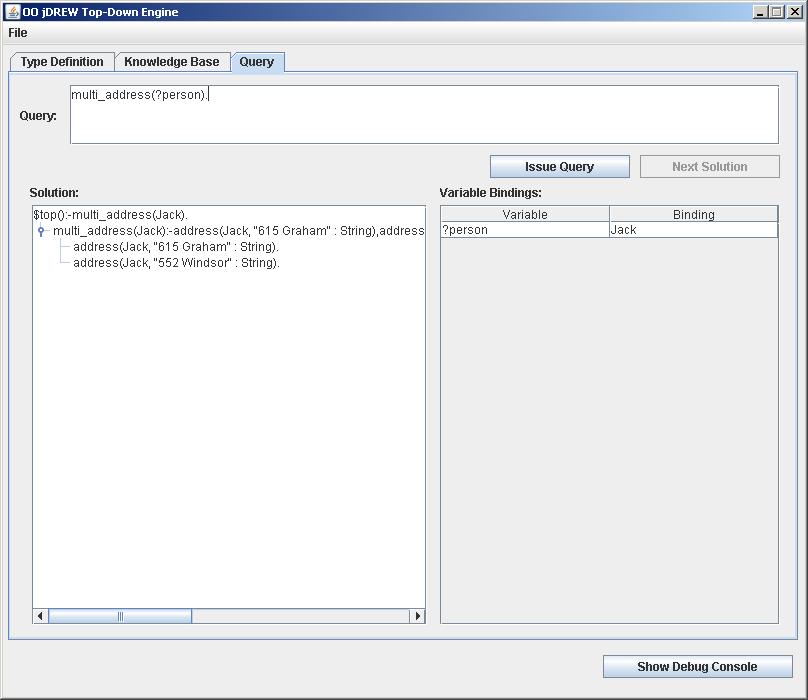 OO jDREW Top-Down Engine
File
Type Definition Knowledge Base Query
Query:
multi_address(?person).
Issue Query Next Solution
Solution:
Variable Bindings:
$top():-multi_address(Jack).
multi_address(Jack):-address(Jack, "615 Graham" : String),address
address(Jack, "615 Graham" : String).
address(Jack, "552 Windsor" : String).
Variable Binding
?person Jack
Show Debug Console